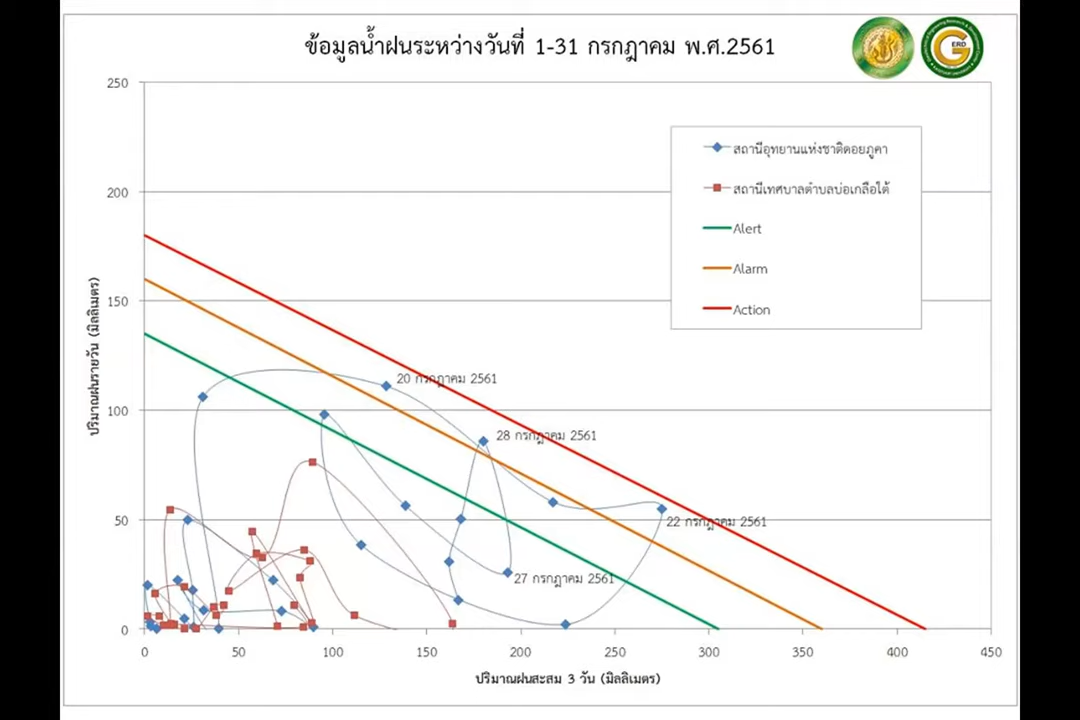 ข้อมูลน้ำฝนระหว่างวันที่ 1-31 กรกฎาคม พ.ศ.2561
ERD
G
250
200
150
100
50
0
ปริมาณฝนรายวัน (มิลลิเมตร)
สถานีอุทยานแห่งชาติดอยภูคา
สถานีเทศบาลตำบลบ่อเกลือใต้
Alert
Alarm
Action
20 กรกฎาคม 2561
28 กรกฎาคม 2561
22 กรกฎาคม 2561
27 กรกฎาคม 2561
0 50 100 150 200 250 300 350 400 450
ปริมาณฝนสะสม 3 วัน (มิลลิเมตร)